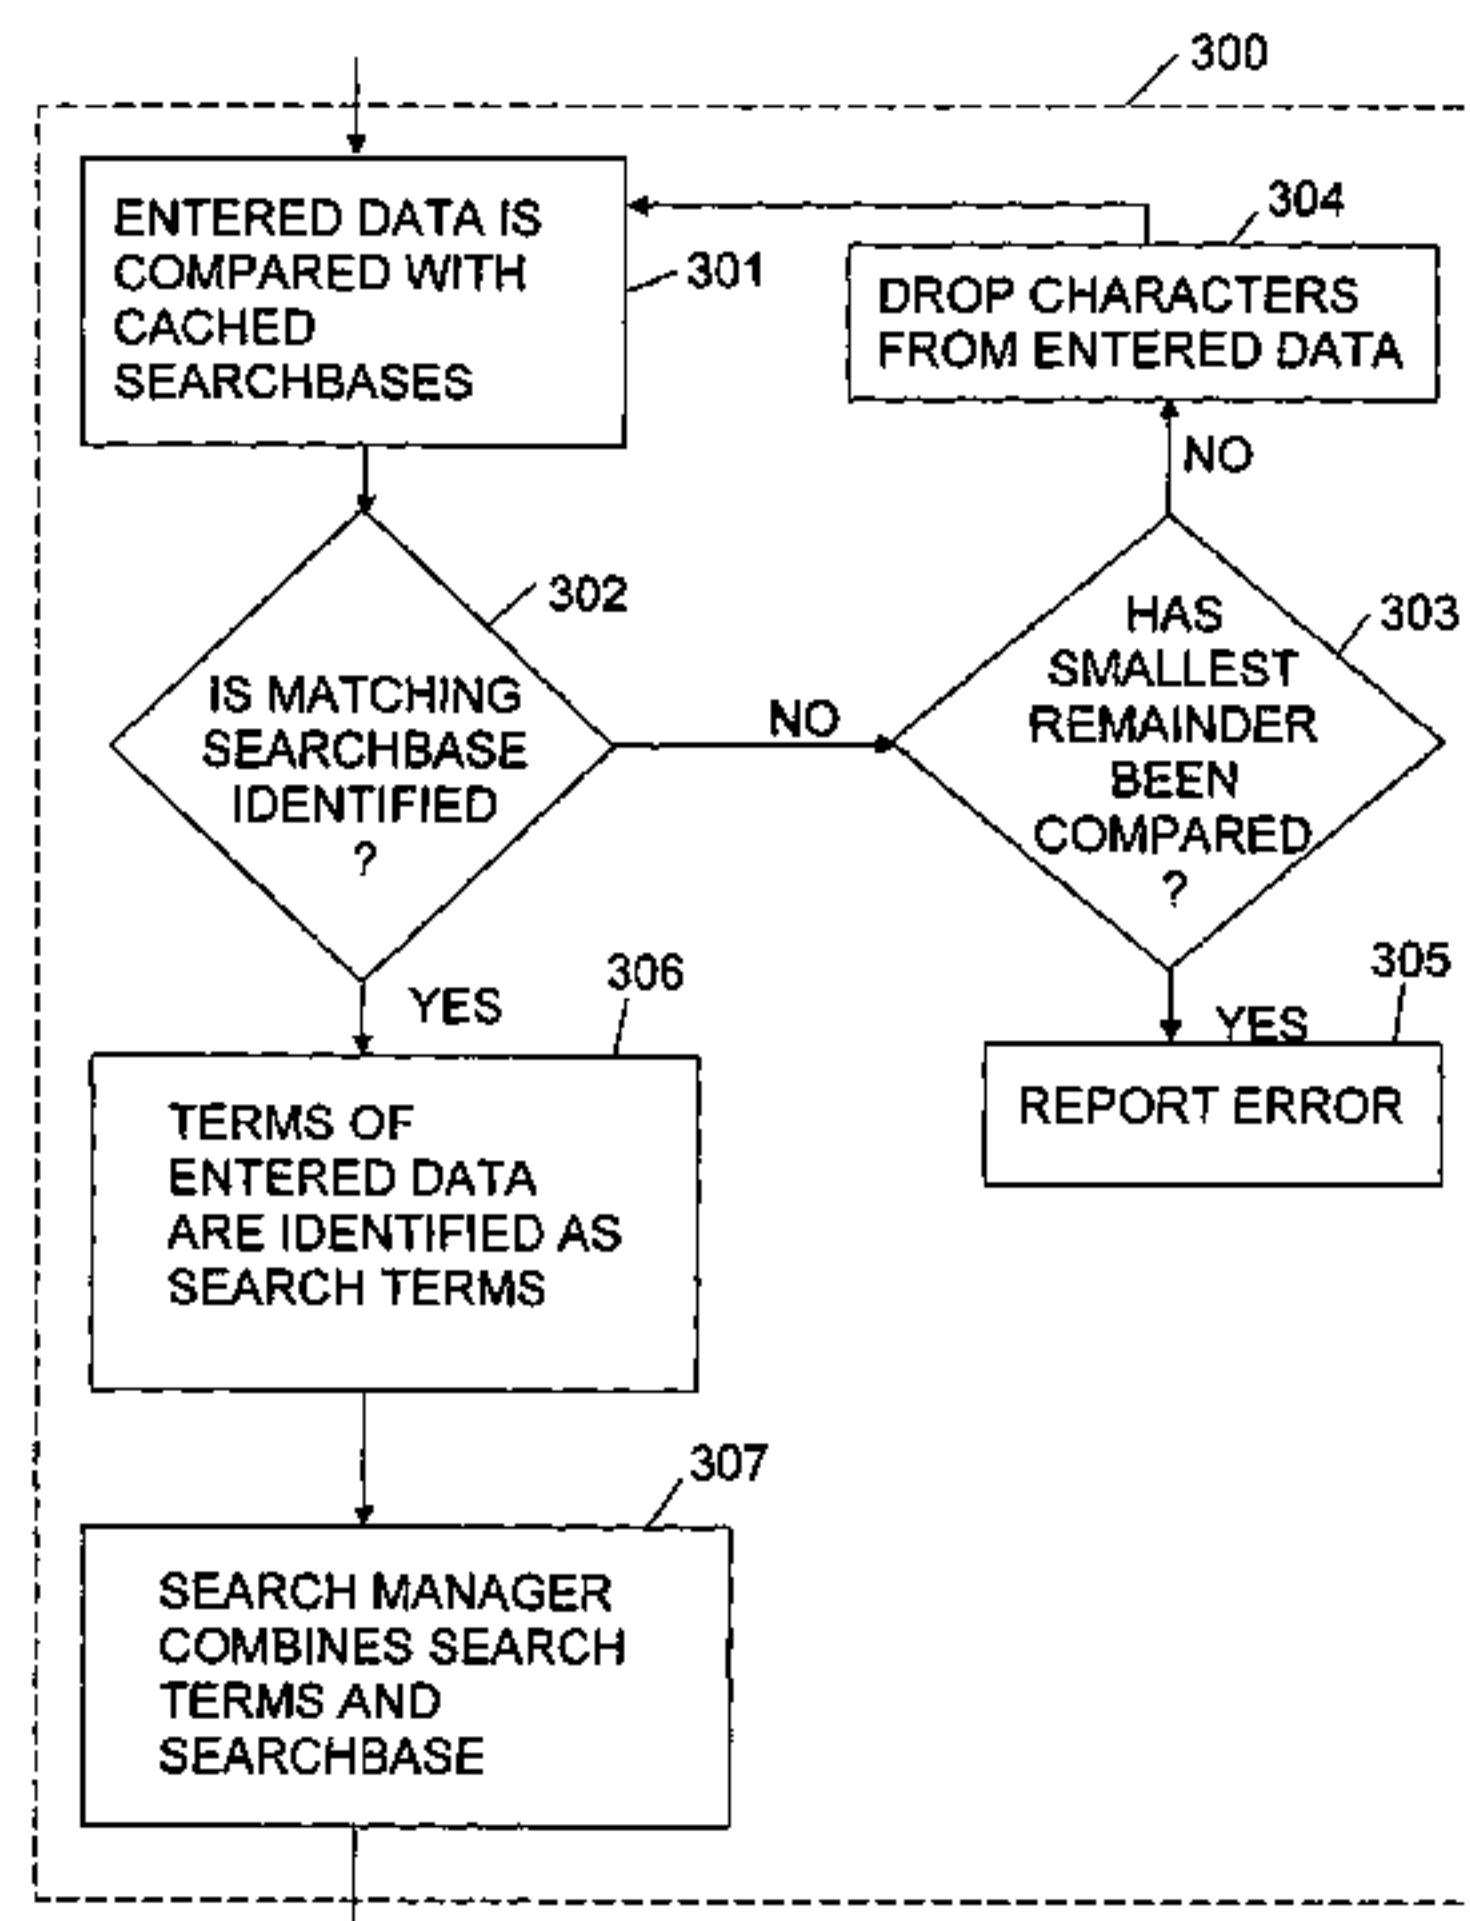 300
ENTERED DATA IS
COMPARED WITH
CACHED
SEARCHBASES
301
304
DROP CHARACTERS
FROM ENTERED DATA
NO
302
IS MATCHING
SEARCHBASE
IDENTIFIED
?
NO
303
HAS
SMALLEST
REMAINDER
BEEN
COMPARED
?
YES
306
YES
305
REPORT ERROR
TERMS OF
ENTERED DATA
ARE IDENTIFIED AS
SEARCH TERMS
307
SEARCH MANAGER
COMBINES SEARCH
TERMS AND
SEARCHBASE